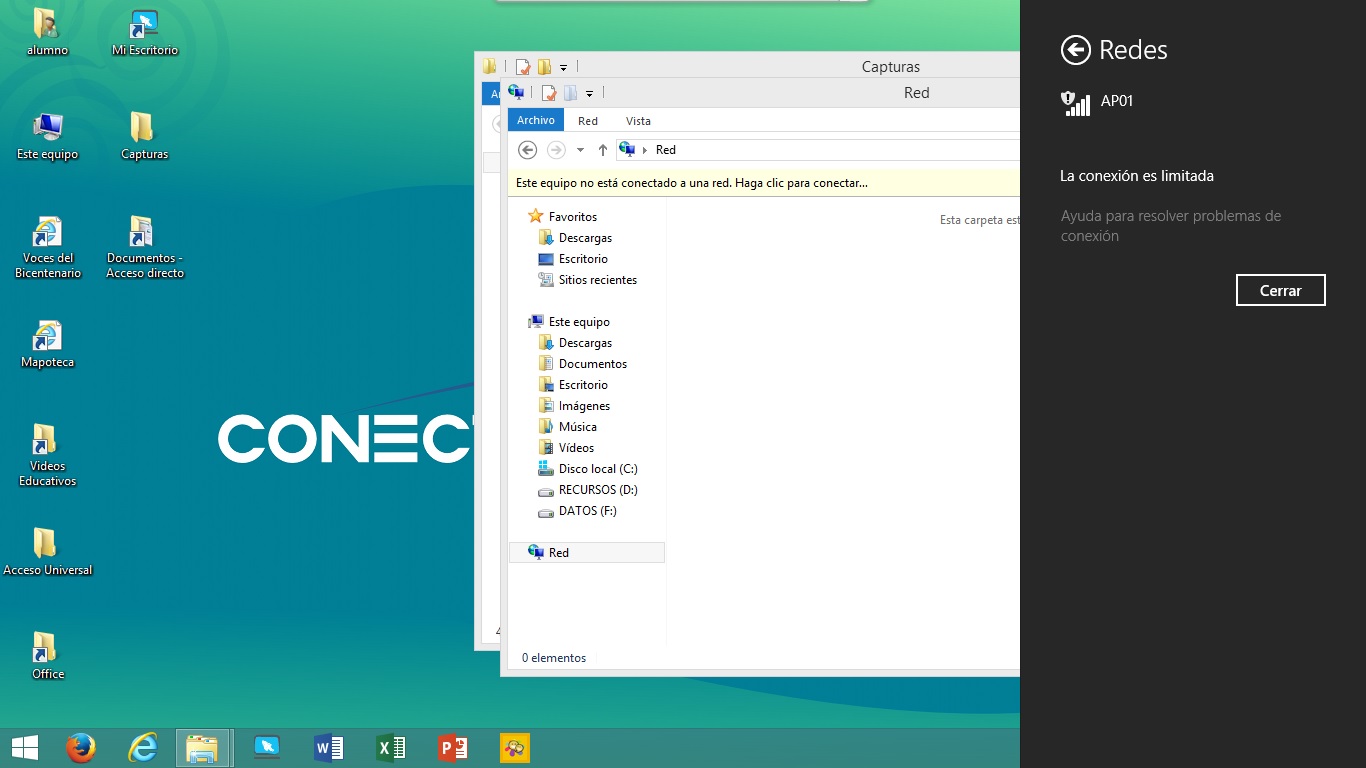 alumno
Mi Escritorio
Este equipo
Capturas
Voces del
Bicentenario
Documentos -
Acceso directo
Mapoteca
Videos
Educativos
Acceso Universal
Office
CONEC
Capturas
Red
Archivo
Red
Vista
Red
Este equipo no está conectado a una red. Haga clic para conectar...
Favoritos
Descargas
Escritorio
Sitios recientes
Este equipo
Descargas
Documentos
Escritorio
Imágenes
Música
Vídeos
Disco local (C:)
RECURSOS (D:)
DATOS (F:)
Red
Esta carpeta est
0 elementos
Redes
AP01
La conexión es limitada
Ayuda para resolver problemas de
conexión
Cerrar